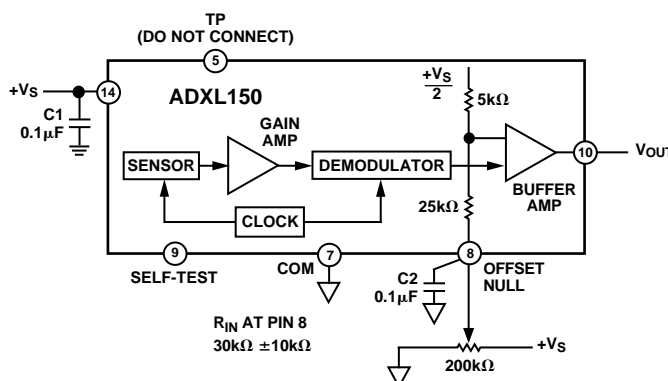 TP
(DO NOT CONNECT)
5
+VS
14
ADXL150
C1
0.1µF
+VS
2
5kΩ
GAIN
AMP
SENSOR
DEMODULATOR
10
VOUT
BUFFER
AMP
CLOCK
25kΩ
9
7
8
SELF-TEST
COM
C2
0.1µF
OFFSET
NULL
RIN AT PIN 8
30kΩ ±10kΩ
+VS
200kΩ